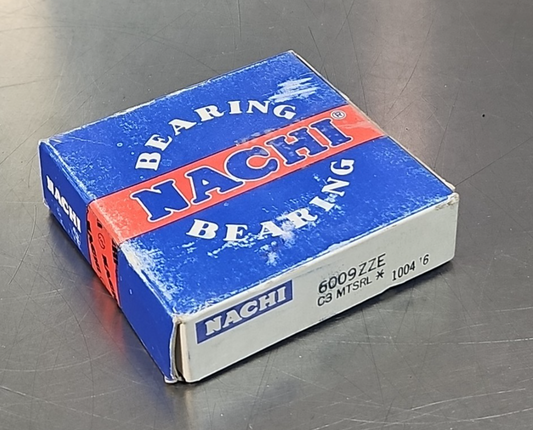 BEARING
NACHI®
BEARING
NACHI
NACHI
6009ZZE
C3 MTSRL * 1004 '6